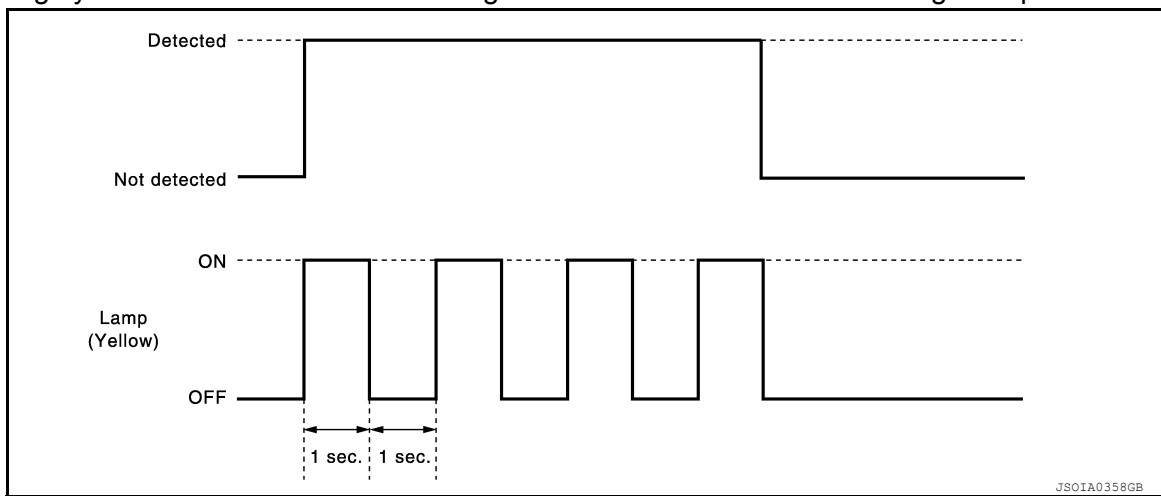 Detected
Not detected
ON
Lamp
(Yellow)
OFF
1 sec. 1 sec.
JSOIA0358GB